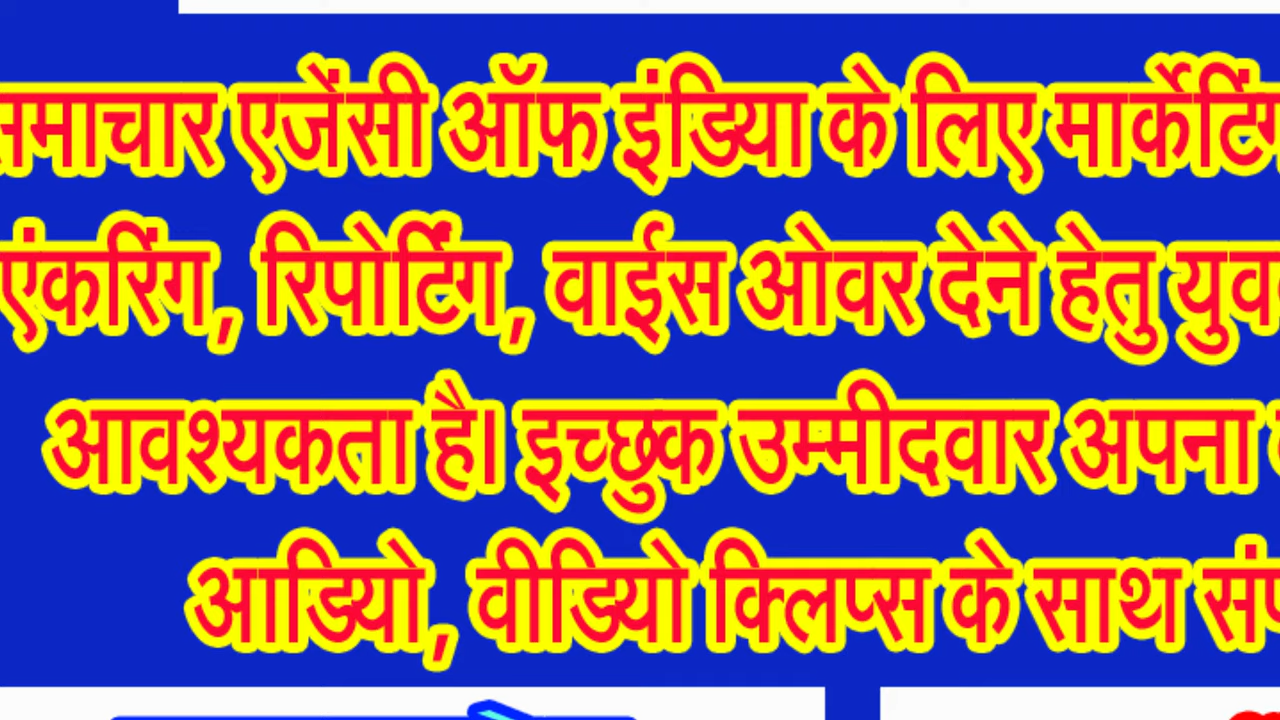 समाचार एजेंसी ऑफ इंडिया के लिए मार्केटिंग
एंकरिंग, रिपोर्टिंग, वाईस ओवर देने हेतु
आवश्यकता है। इच्छुक उम्मीदवार अपना
आडियो, वीडियो क्लिप्स के साथ